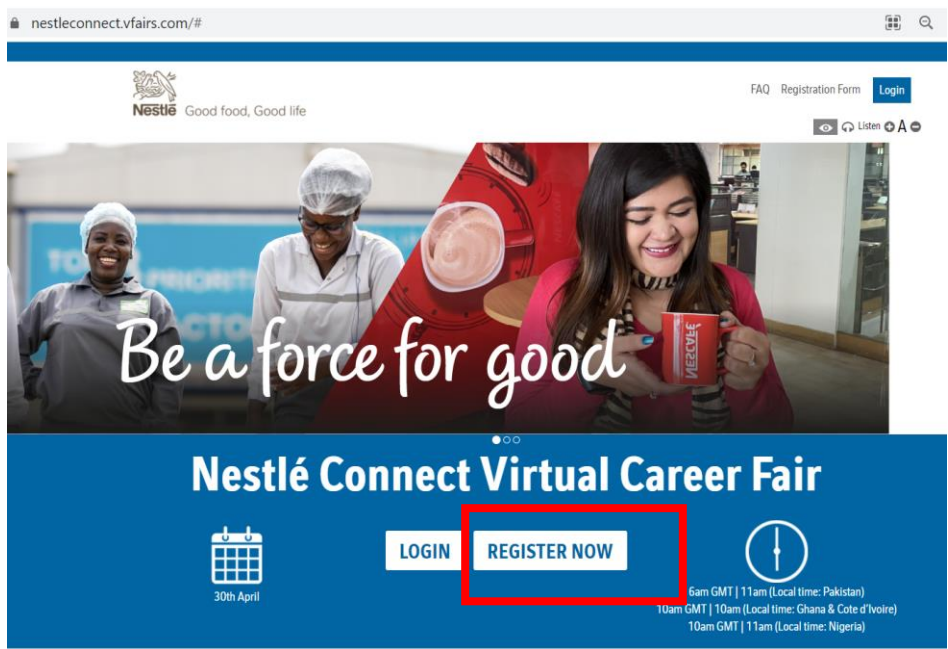 nestleconnect.vfairs.com/#
Nestlé Good food, Good life
FAQ Registration Form Login
Listen A
NESCAFÉ
Be a force for good
Nestlé Connect Virtual Career Fair
LOGIN REGISTER NOW
30th April
6am GMT | 11am (Local time: Pakistan)
10am GMT | 10am (Local time: Ghana & Cote d'Ivoire)
10am GMT | 11am (Local time: Nigeria)